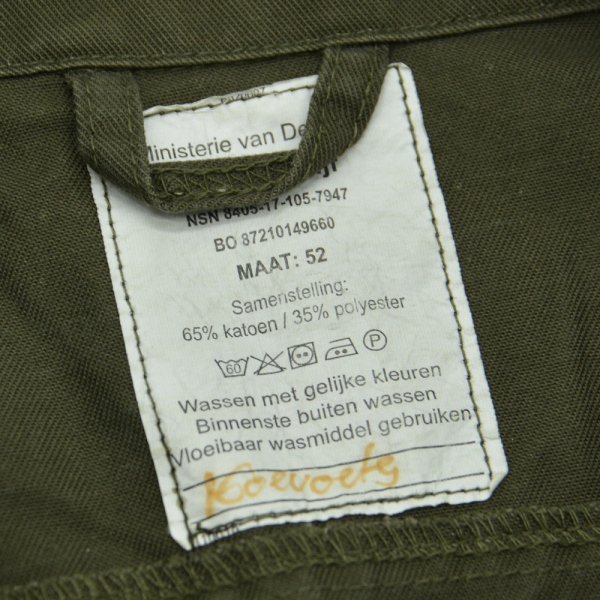 Ministerie van De
NSN 8405-17-105-7947
BO 87210149660
MAAT: 52
Samenstelling:
65% katoen / 35% polyester
60 P
Wassen met gelijke kleuren
Binnenste buiten wassen
Vloeibaar wasmiddel gebruiken
Koevoets